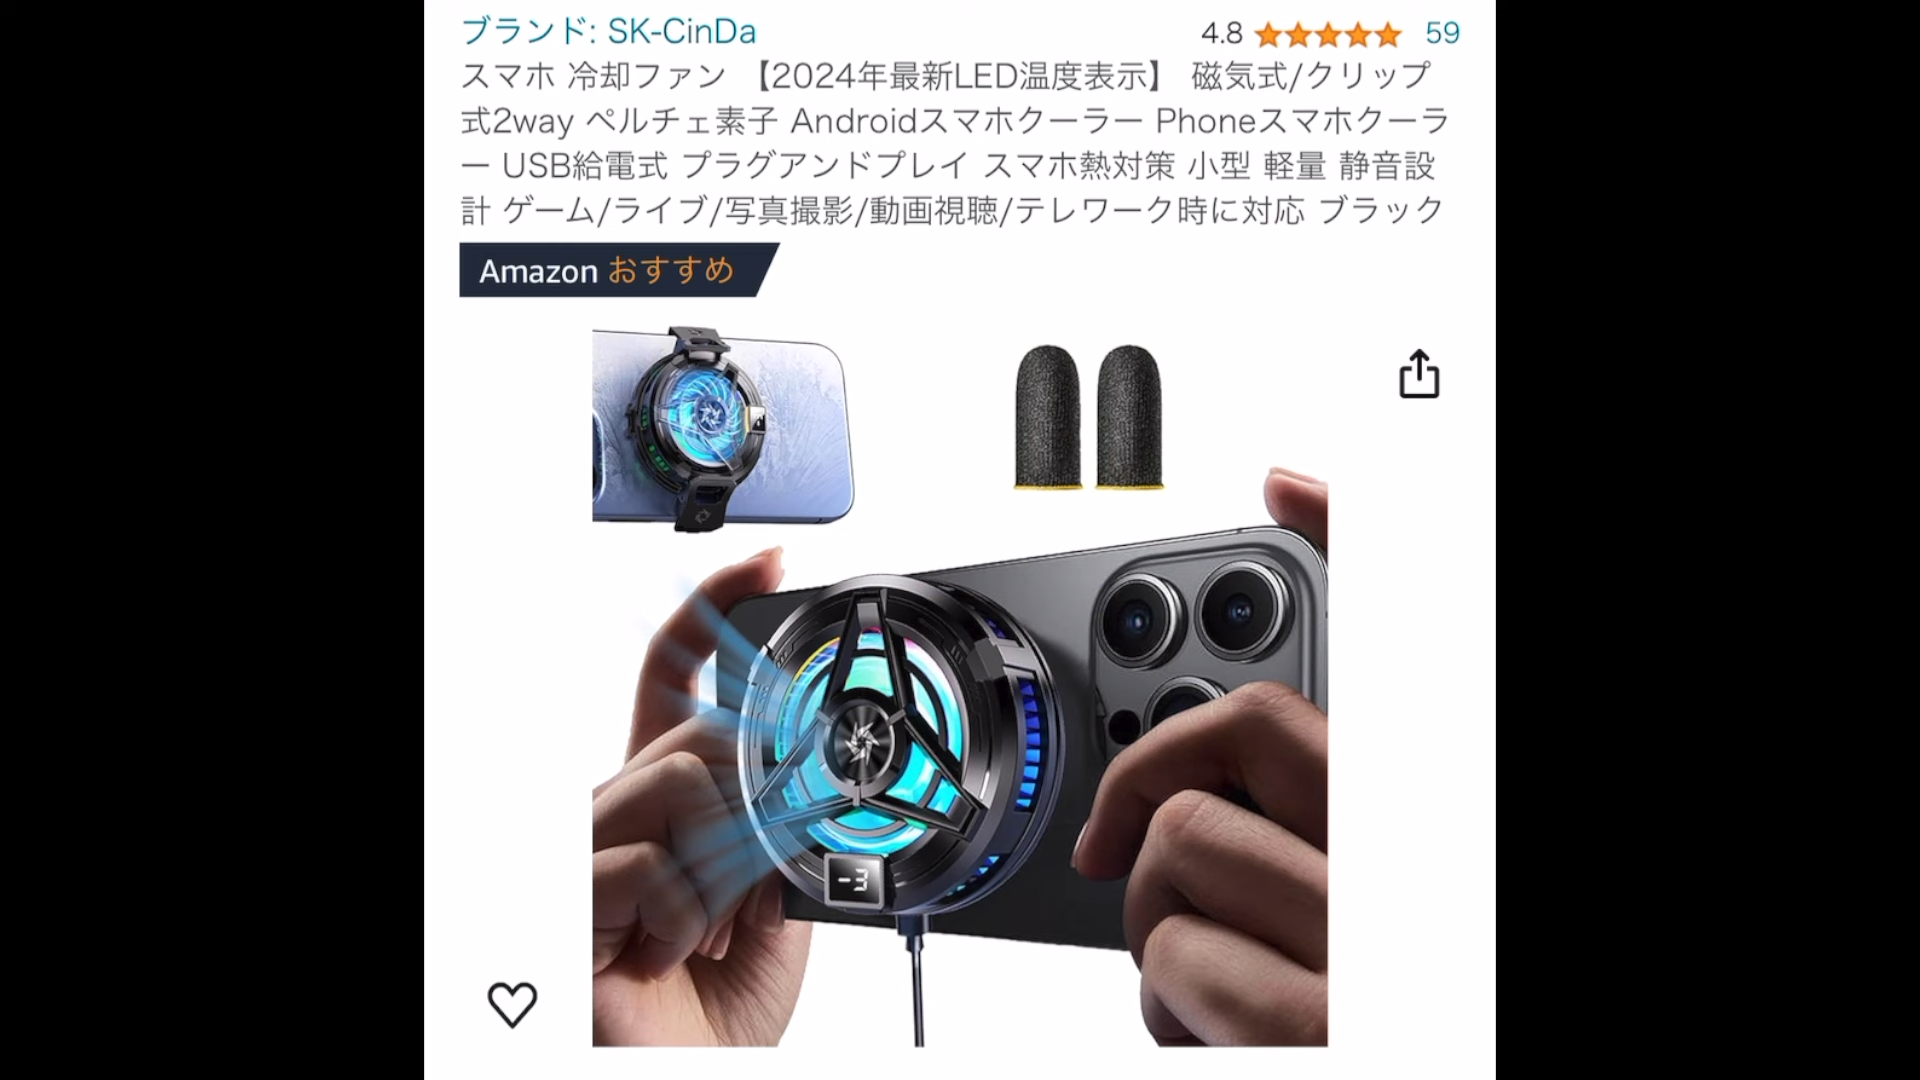 ブランド: SK-CinDa
4.8 59
スマホ 冷却ファン 【2024年最新LED温度表示】 磁気式/クリップ
式2way ペルチェ素子 Androidスマホクーラー Phoneスマホクーラ
ー USB給電式 プラグアンドプレイ スマホ熱対策 小型 軽量 静音設
計 ゲーム/ライブ/写真撮影/動画視聴/テレワーク時に対応 ブラック
Amazon おすすめ
-3